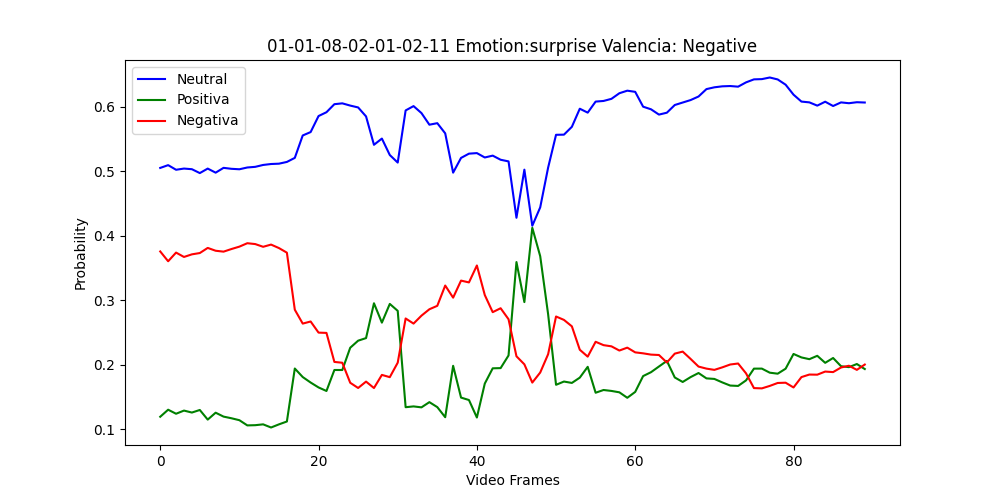 01-01-08-02-01-02-11 Emotion:surprise Valencia: Negative
Neutral
Positiva
Negativa
Probability
0.6
0.5
0.4
0.3
0.2
0.1
0 20 40 60 80
Video Frames